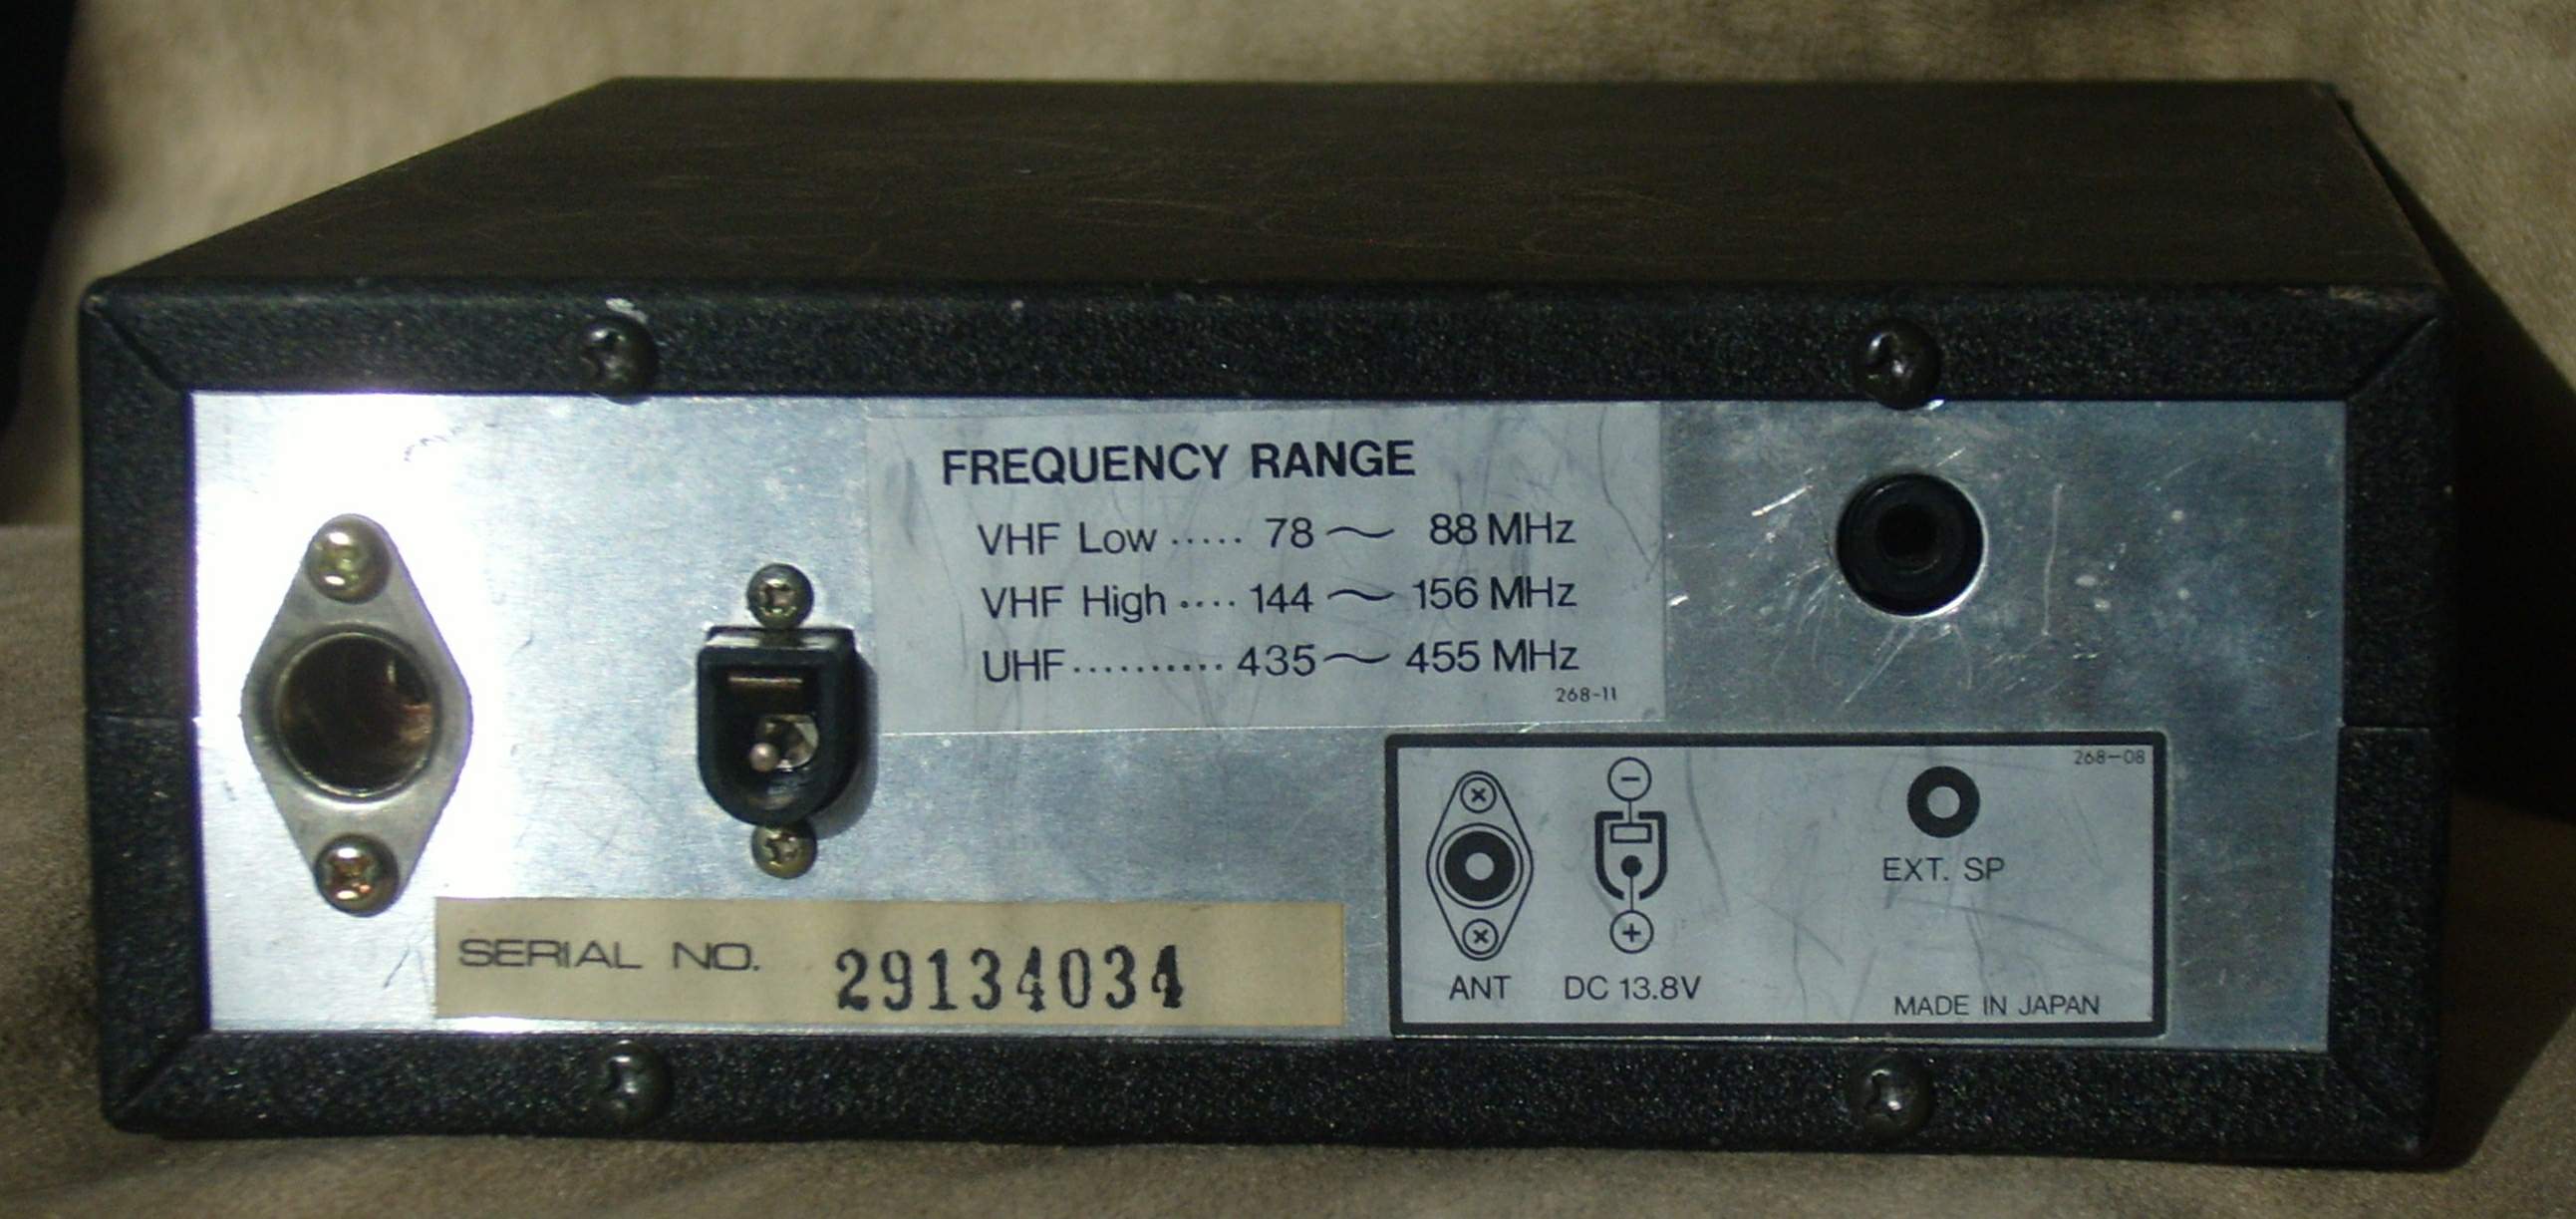 FREQUENCY RANGE
VHF Low ..... 78 ~ 88 MHz
VHF High .... 144 ~ 156 MHz
UHF .......... 435 ~ 455 MHz
268-11
268-08
−
+
EXT. SP
ANT
DC 13.8V
MADE IN JAPAN
SERIAL NO. 29134034